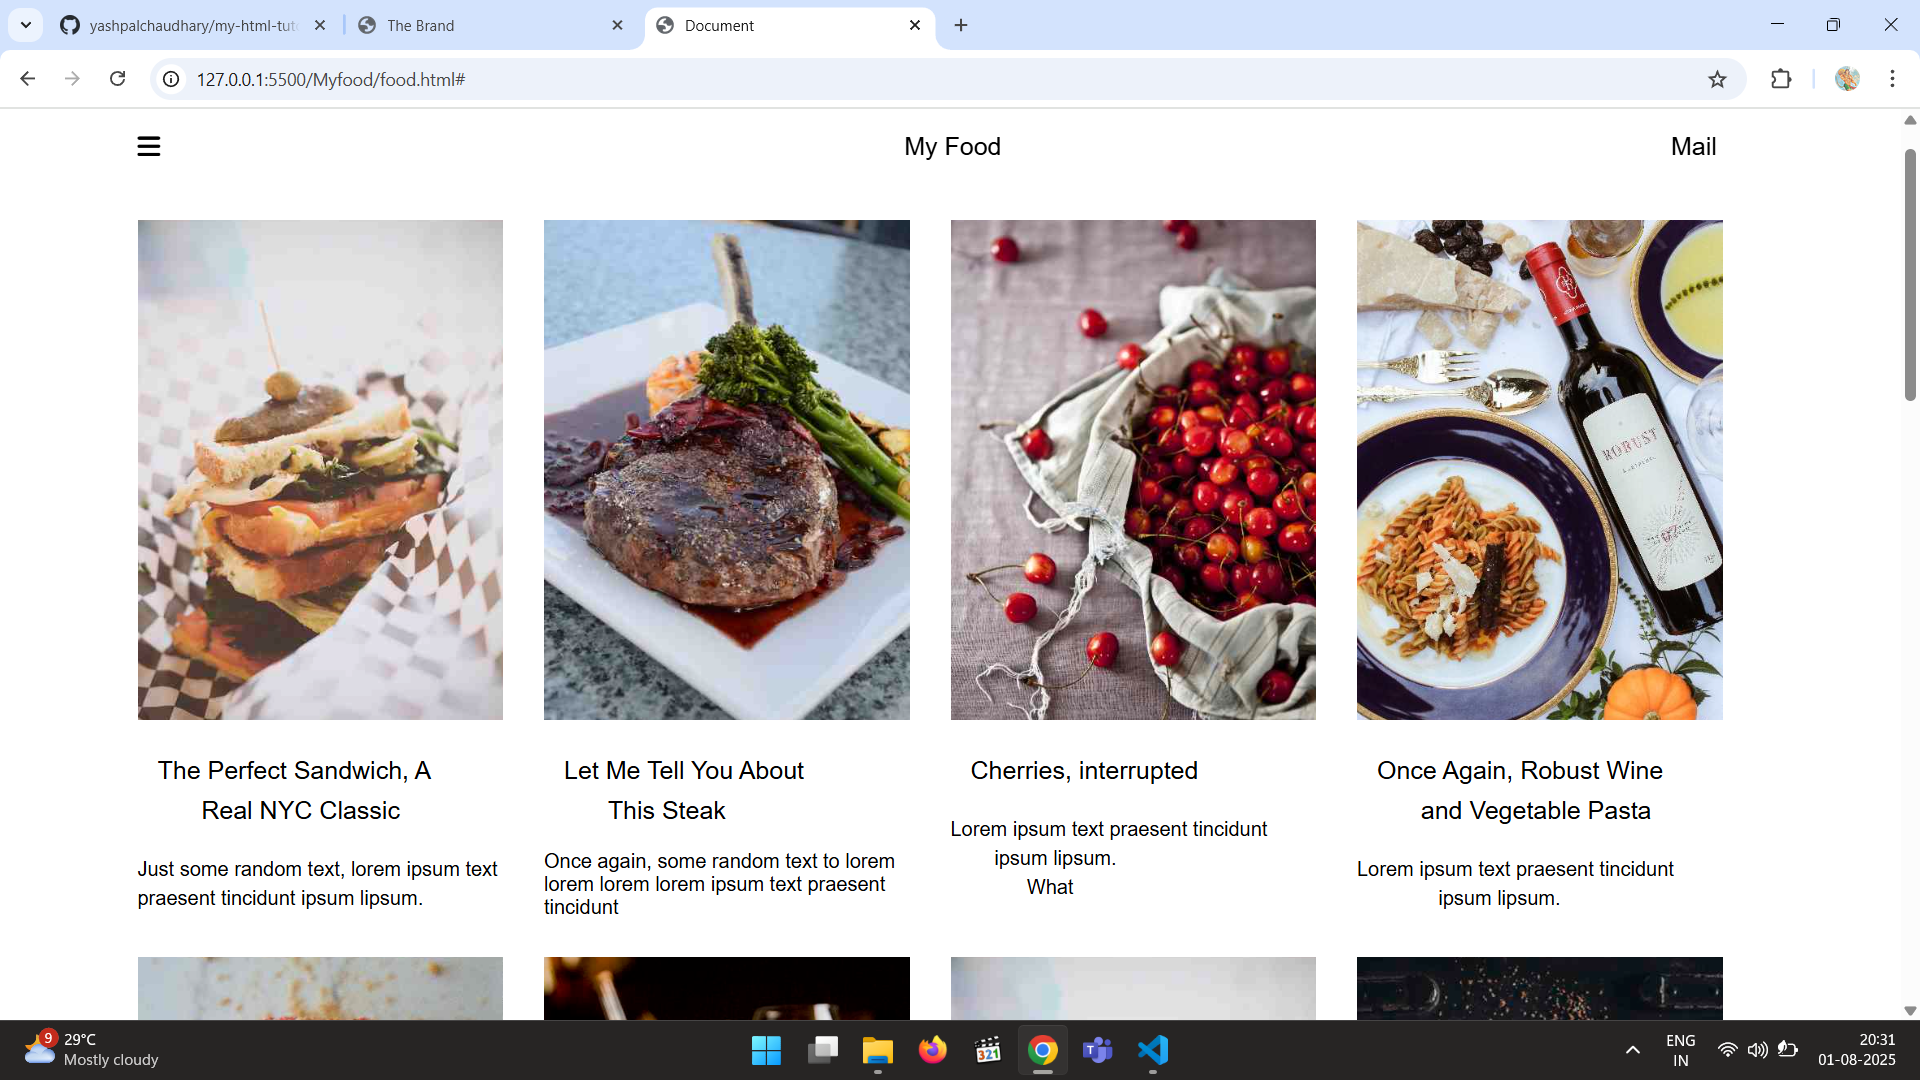 yashpalchaudhary/my-html-tut
The Brand
Document
127.0.0.1:5500/Myfood/food.html#
My Food
Mail
ROBUST
The Perfect Sandwich, A
Real NYC Classic
Let Me Tell You About
This Steak
Cherries, interrupted
Once Again, Robust Wine
and Vegetable Pasta
Just some random text, lorem ipsum text
praesent tincidunt ipsum lipsum.
Once again, some random text to lorem
lorem lorem lorem ipsum text praesent
tincidunt
Lorem ipsum text praesent tincidunt
ipsum lipsum.
What
Lorem ipsum text praesent tincidunt
ipsum lipsum.
9
29°C
Mostly cloudy
321
T
ENG
IN
20:31
01-08-2025